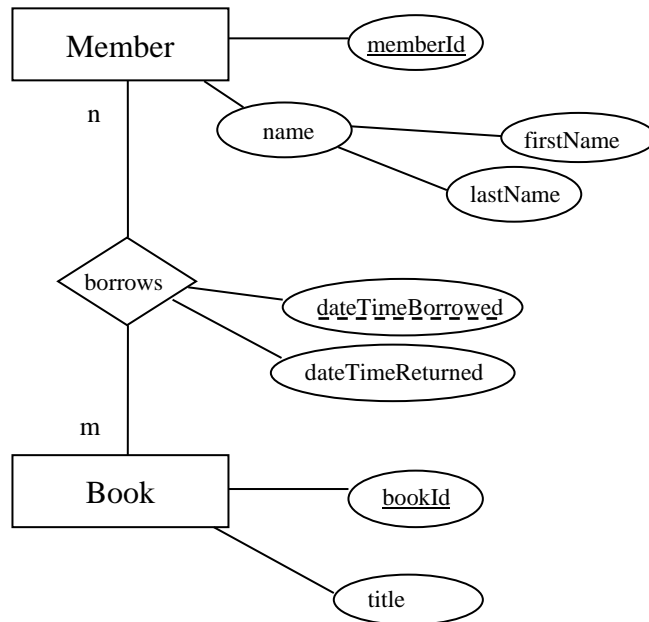 Member
memberId
n
name
firstName
lastName
borrows
dateTimeBorrowed
dateTimeReturned
m
Book
bookId
title